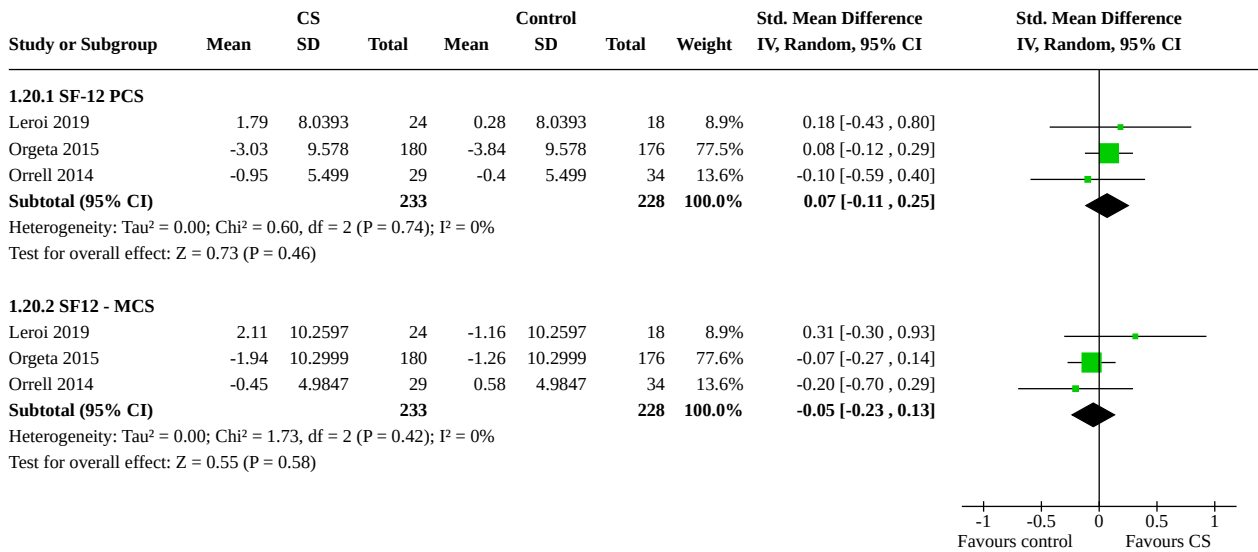 CS Control Std. Mean Difference Std. Mean Difference
Study or Subgroup Mean SD Total Mean SD Total Weight IV, Random, 95% CI IV, Random, 95% CI
1.20.1 SF-12 PCS
Leroi 2019 1.79 8.0393 24 0.28 8.0393 18 8.9% 0.18 [-0.43 , 0.80]
Orgeta 2015 -3.03 9.578 180 -3.84 9.578 176 77.5% 0.08 [-0.12 , 0.29]
Orrell 2014 -0.95 5.499 29 -0.4 5.499 34 13.6% -0.10 [-0.59 , 0.40]
Subtotal (95% CI) 233 228 100.0% 0.07 [-0.11 , 0.25]
Heterogeneity: Tau² = 0.00; Chi² = 0.60, df = 2 (P = 0.74); I² = 0%
Test for overall effect: Z = 0.73 (P = 0.46)
1.20.2 SF12 - MCS
Leroi 2019 2.11 10.2597 24 -1.16 10.2597 18 8.9% 0.31 [-0.30 , 0.93]
Orgeta 2015 -1.94 10.2999 180 -1.26 10.2999 176 77.6% -0.07 [-0.27 , 0.14]
Orrell 2014 -0.45 4.9847 29 0.58 4.9847 34 13.6% -0.20 [-0.70 , 0.29]
Subtotal (95% CI) 233 228 100.0% -0.05 [-0.23 , 0.13]
Heterogeneity: Tau² = 0.00; Chi² = 1.73, df = 2 (P = 0.42); I² = 0%
Test for overall effect: Z = 0.55 (P = 0.58)
-1 -0.5 0 0.5 1
Favours control Favours CS